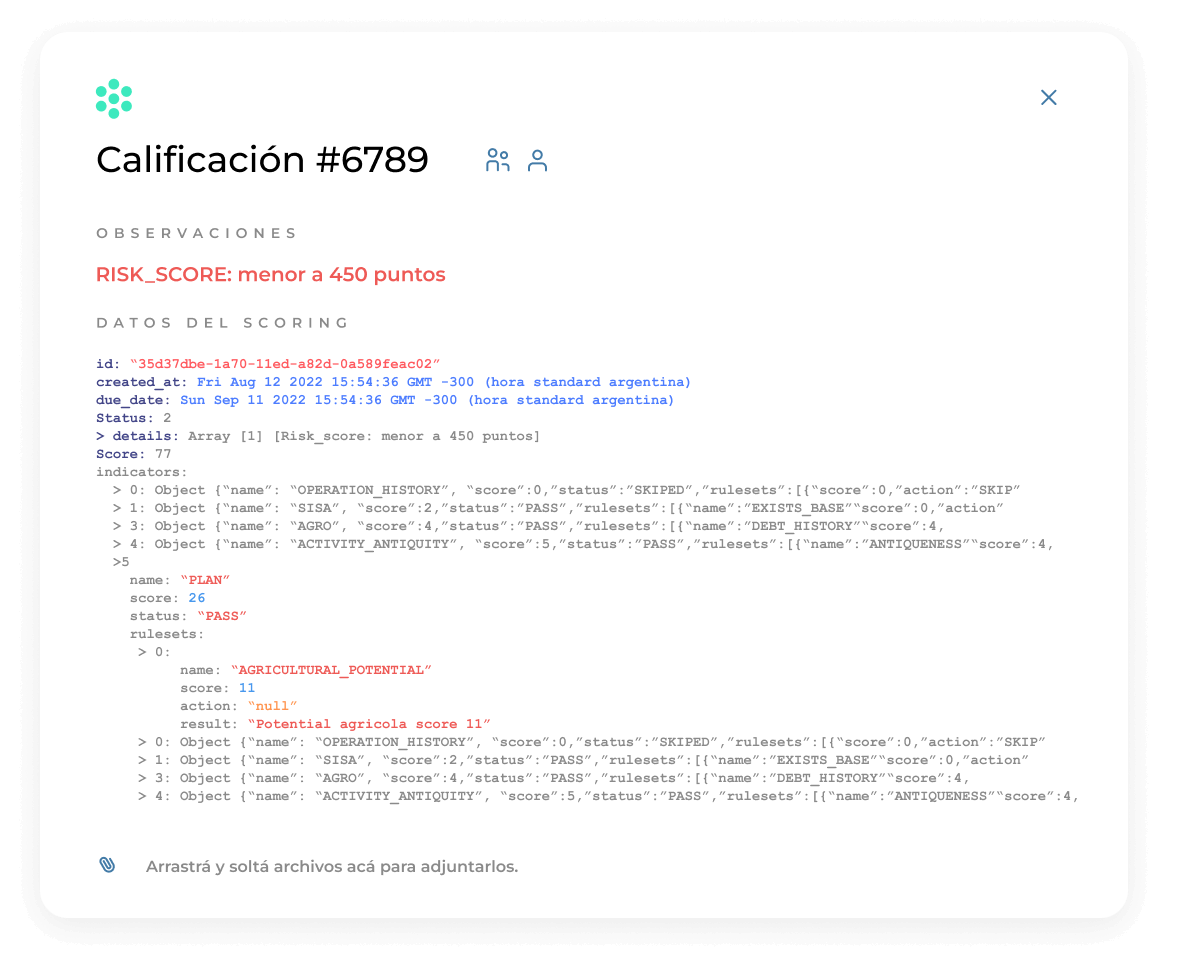 Calificación #6789
OBSERVACIONES
RISK_SCORE: menor a 450 puntos
DATOS DEL SCORING
id: “35d37dbe-1a70-11ed-a82d-0a589feac02”
created_at: Fri Aug 12 2022 15:54:36 GMT -300 (hora standard argentina)
due_date: Sun Sep 11 2022 15:54:36 GMT -300 (hora standard argentina)
Status: 2
> details: Array [1] [Risk_score: menor a 450 puntos]
Score: 77
indicators:
> 0: Object {“name”: “OPERATION_HISTORY”, “score”:0,”status”:”SKIPED”,”rulesets”:[{“score”:0,”action”:”SKIP”
> 1: Object {“name”: “SISA”, “score”:2,”status”:”PASS”,”rulesets”:[{“name”:”EXISTS_BASE”“score”:0,”action”
> 3: Object {“name”: “AGRO”, “score”:4,”status”:”PASS”,”rulesets”:[{“name”:”DEBT_HISTORY”“score”:4,
> 4: Object {“name”: “ACTIVITY_ANTIQUITY”, “score”:5,”status”:”PASS”,”rulesets”:[{“name”:”ANTIQUENESS”“score”:4,
>5
name: “PLAN”
score: 26
status: “PASS”
rulesets:
> 0:
name: “AGRICULTURAL_POTENTIAL”
score: 11
action: “null”
result: “Potential agricola score 11”
> 0: Object {“name”: “OPERATION_HISTORY”, “score”:0,”status”:”SKIPED”,”rulesets”:[{“score”:0,”action”:”SKIP”
> 1: Object {“name”: “SISA”, “score”:2,”status”:”PASS”,”rulesets”:[{“name”:”EXISTS_BASE”“score”:0,”action”
> 3: Object {“name”: “AGRO”, “score”:4,”status”:”PASS”,”rulesets”:[{“name”:”DEBT_HISTORY”“score”:4,
> 4: Object {“name”: “ACTIVITY_ANTIQUITY”, “score”:5,”status”:”PASS”,”rulesets”:[{“name”:”ANTIQUENESS”“score”:4,
Arrastrá y soltá archivos acá para adjuntarlos.